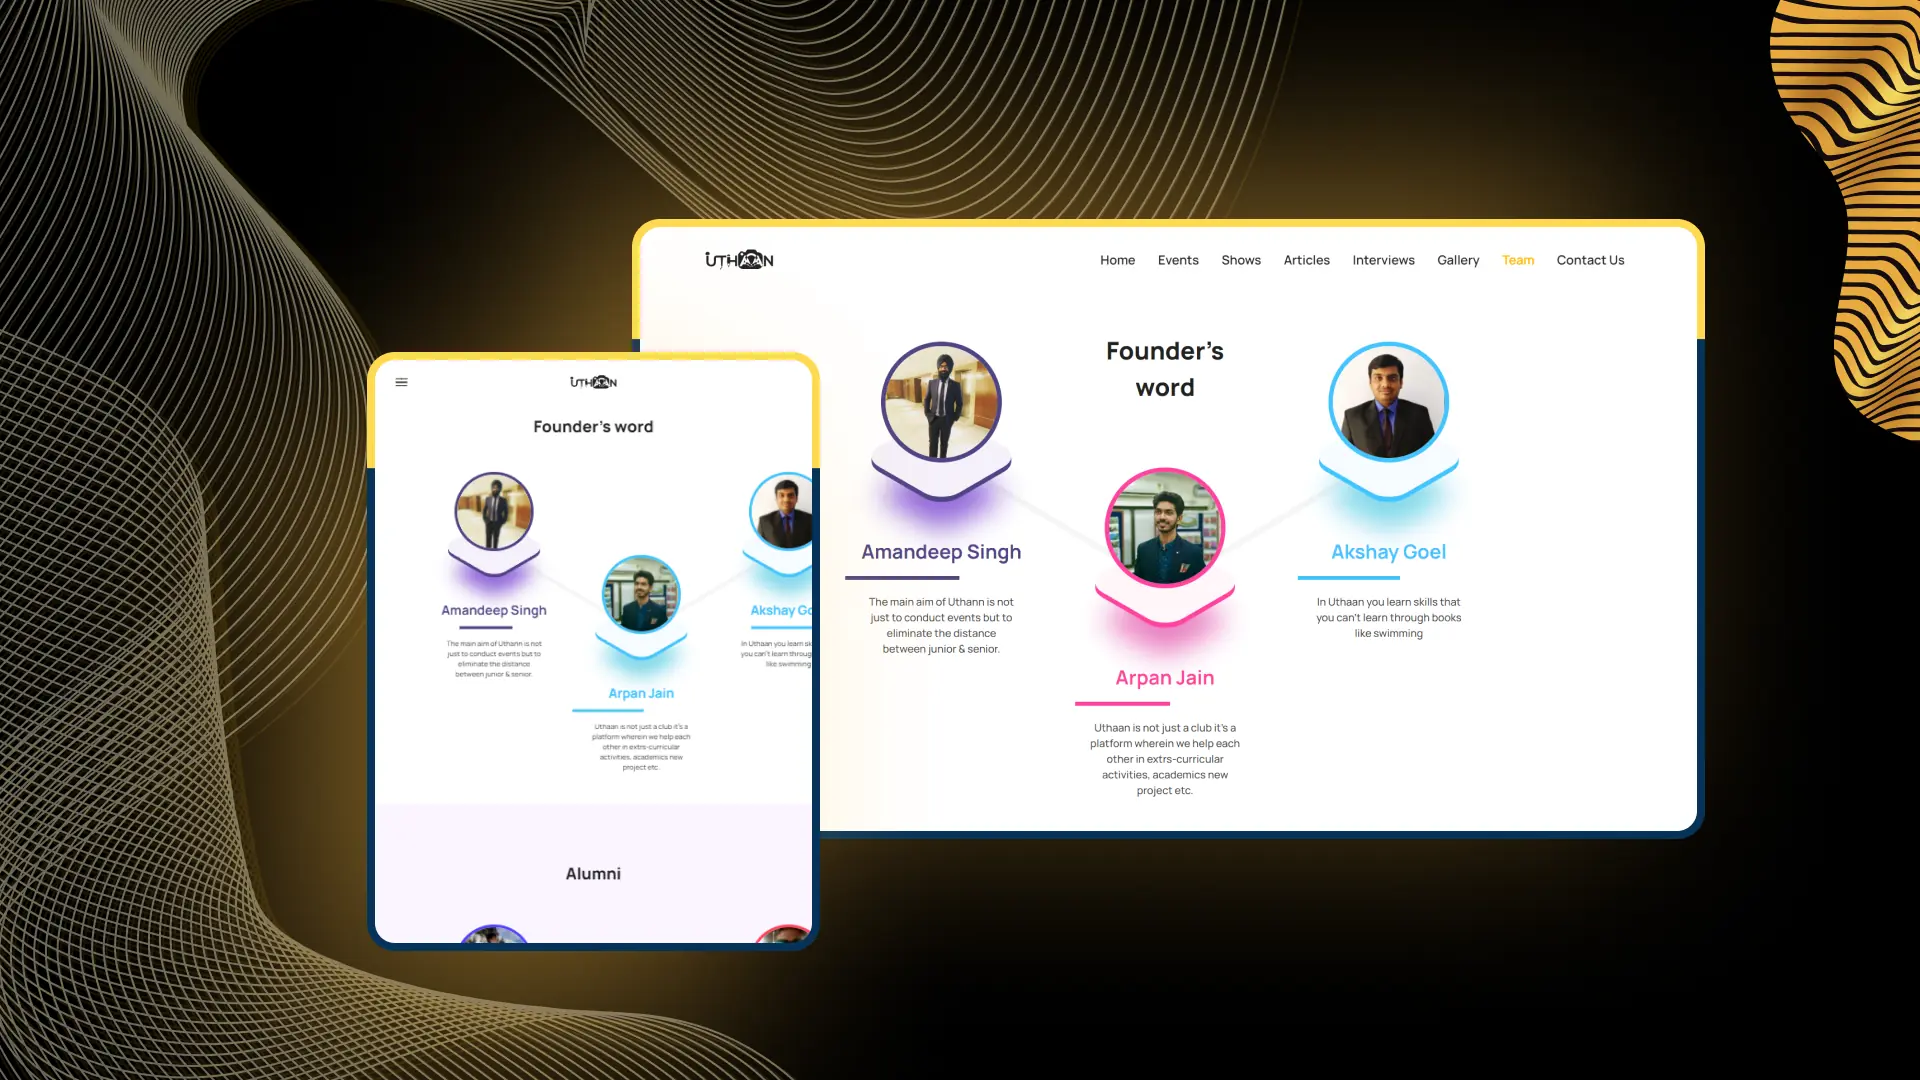 UTHAAN
Home Events Shows Articles Interviews Gallery Team Contact Us
Founder's
word
Amandeep Singh
The main aim of Uthann is not
just to conduct events but to
eliminate the distance
between junior & senior.
Arpan Jain
Uthaan is not just a club it's a
platform wherein we help each
other in extrs-curricular
activities, academics new
project etc.
Akshay Goel
In Uthaan you learn skills that
you can't learn through books
like swimming
UTHAAN
Founder's word
Amandeep Singh
The main aim of Uthann is not
just to conduct events but to
eliminate the distance
between junior & senior.
Arpan Jain
Uthaan is not just a club it's a
platform wherein we help each
other in extrs-curricular
activities, academics new
project etc.
Akshay Go
In Uthaan you learn sk
you can't learn throug
like swimming
Alumni